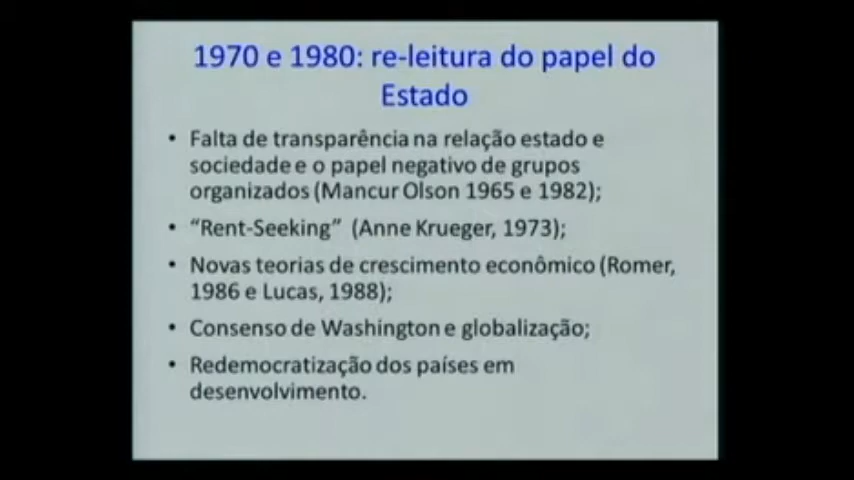 1970 e 1980: re-leitura do papel do
Estado
• Falta de transparência na relação estado e
sociedade e o papel negativo de grupos
organizados (Mancur Olson 1965 e 1982);
• “Rent-Seeking” (Anne Krueger, 1973);
• Novas teorias de crescimento econômico (Romer,
1986 e Lucas, 1988);
• Consenso de Washington e globalização;
• Redemocratização dos países em
desenvolvimento.